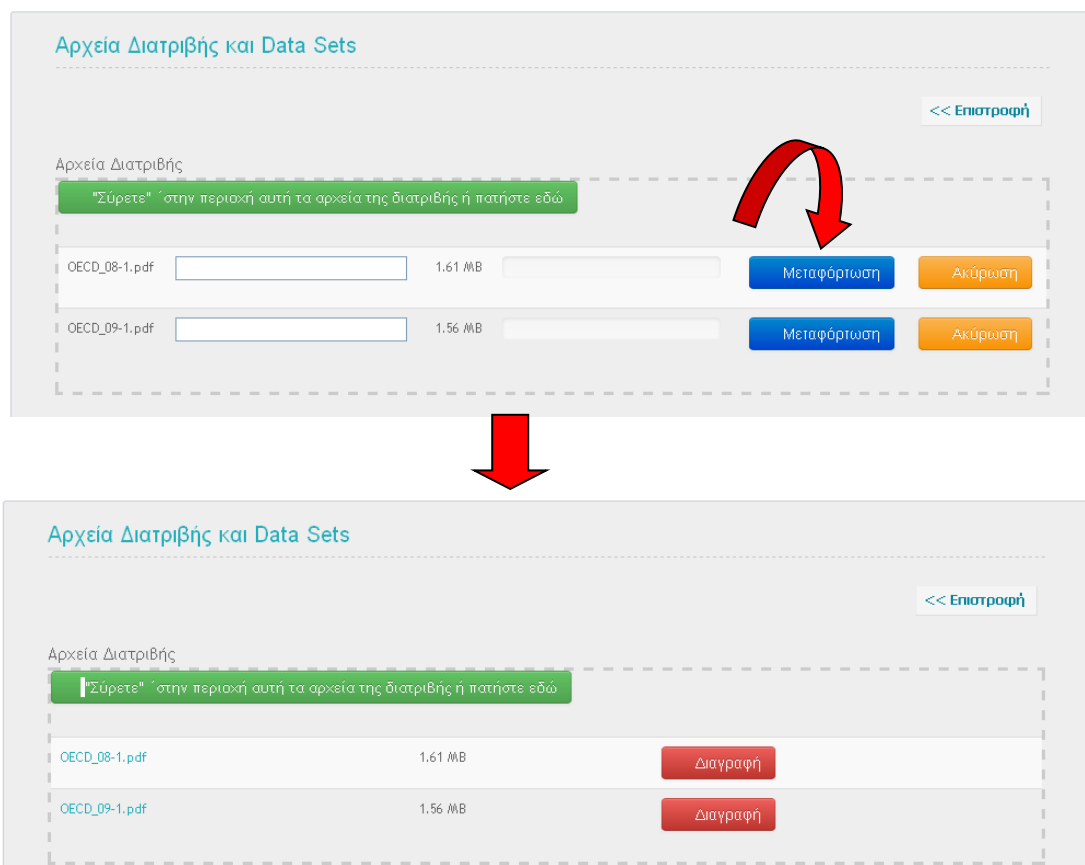 Αρχεία Διατριβής και Data Sets
<< Επιστροφή
Αρχεία Διατριβής
"Σύρετε" ΄στην περιοχή αυτή τα αρχεία της διατριβής ή πατήστε εδώ
OECD_08-1.pdf 1.61 MB Μεταφόρτωση Ακύρωση
OECD_09-1.pdf 1.56 MB Μεταφόρτωση Ακύρωση
Αρχεία Διατριβής και Data Sets
<< Επιστροφή
Αρχεία Διατριβής
"Σύρετε" ΄στην περιοχή αυτή τα αρχεία της διατριβής ή πατήστε εδώ
OECD_08-1.pdf 1.61 MB Διαγραφή
OECD_09-1.pdf 1.56 MB Διαγραφή